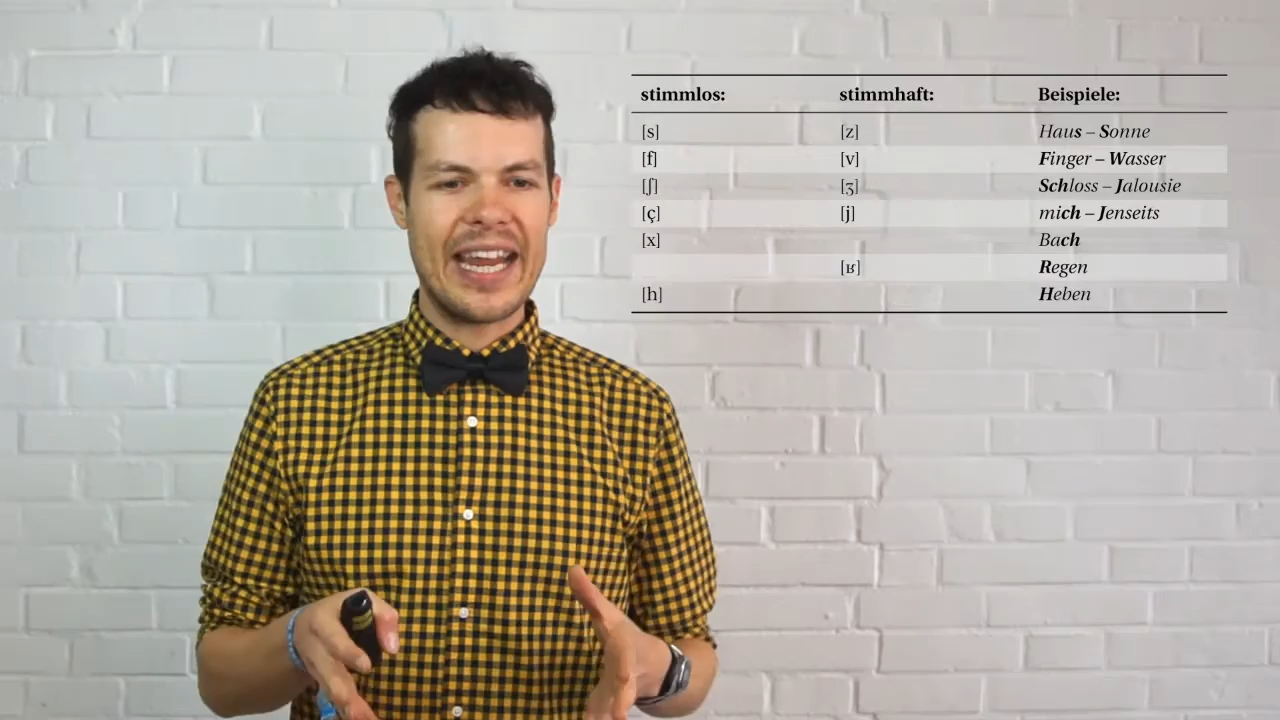 stimmlos: stimmhaft: Beispiele:
[s] [z] Haus – Sonne
[f] [v] Finger – Wasser
[ʃ] [ʒ] Schloss – Jalousie
[ç] [j] mich – Jenseits
[x] Bach
[ʁ] Regen
[h] Heben